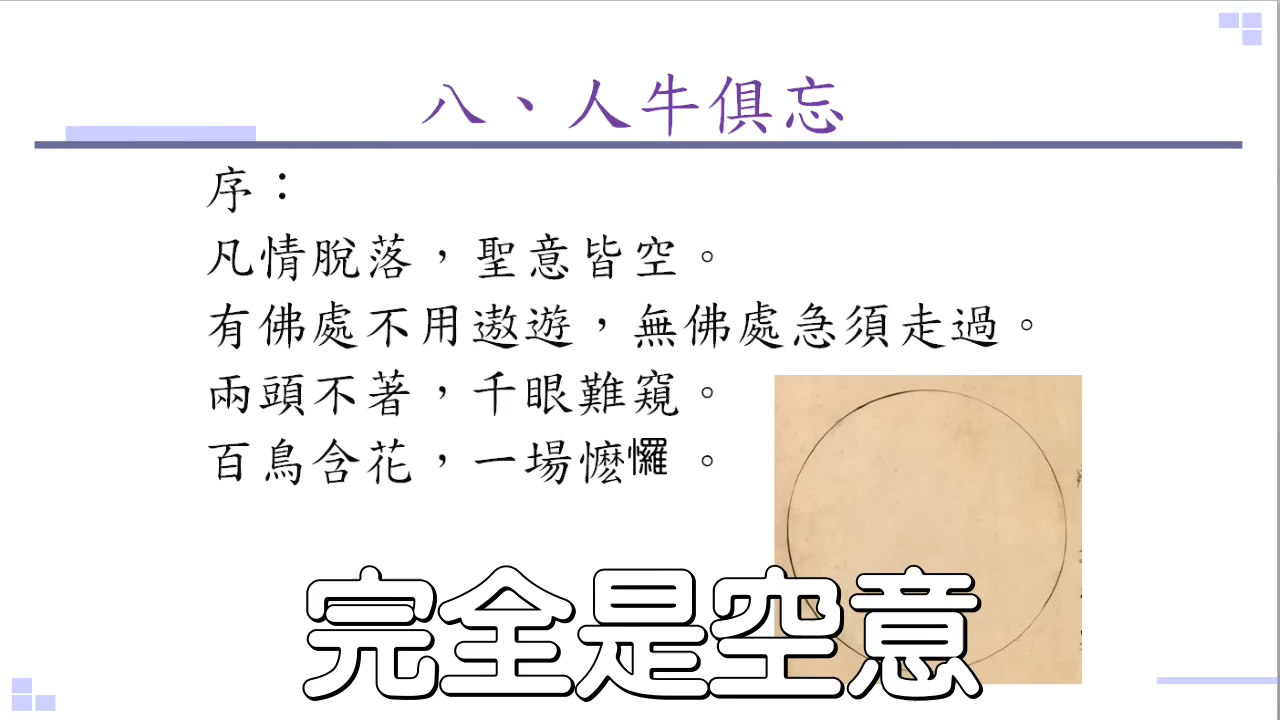 八、人牛俱忘
序：
凡情脫落，聖意皆空。
有佛處不用遨遊，無佛處急須走過。
兩頭不著，千眼難窺。
百鳥含花，一場㦬㦬。
完全是空意